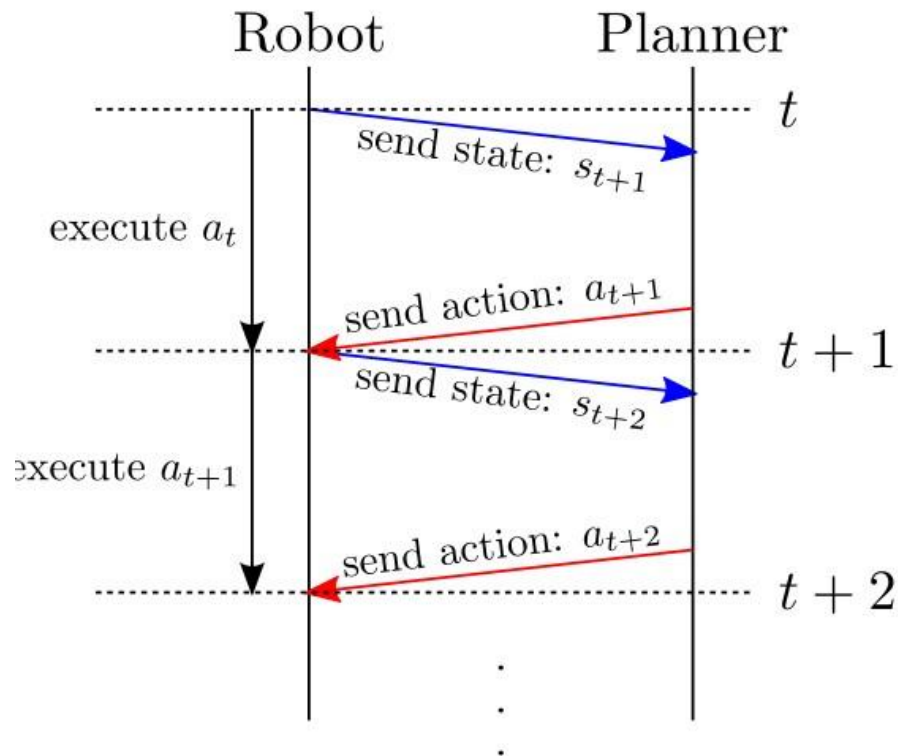 Robot
Planner
t
send state: s_{t+1}
execute a_t
send action: a_{t+1}
t + 1
send state: s_{t+2}
execute a_{t+1}
send action: a_{t+2}
t + 2